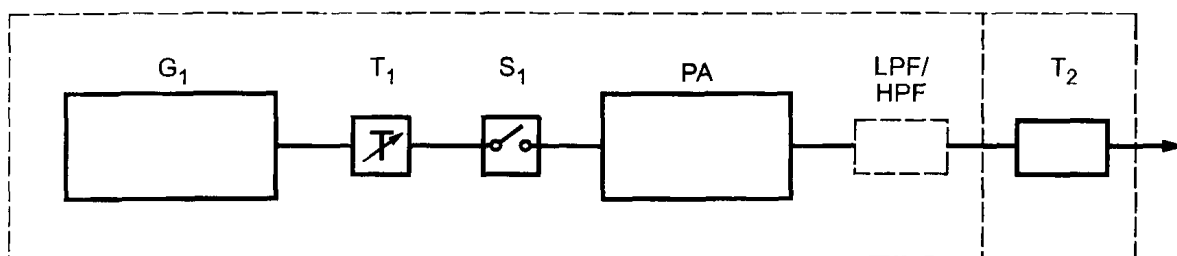 G₁
T₁
S₁
PA
LPF/
HPF
T₂
T